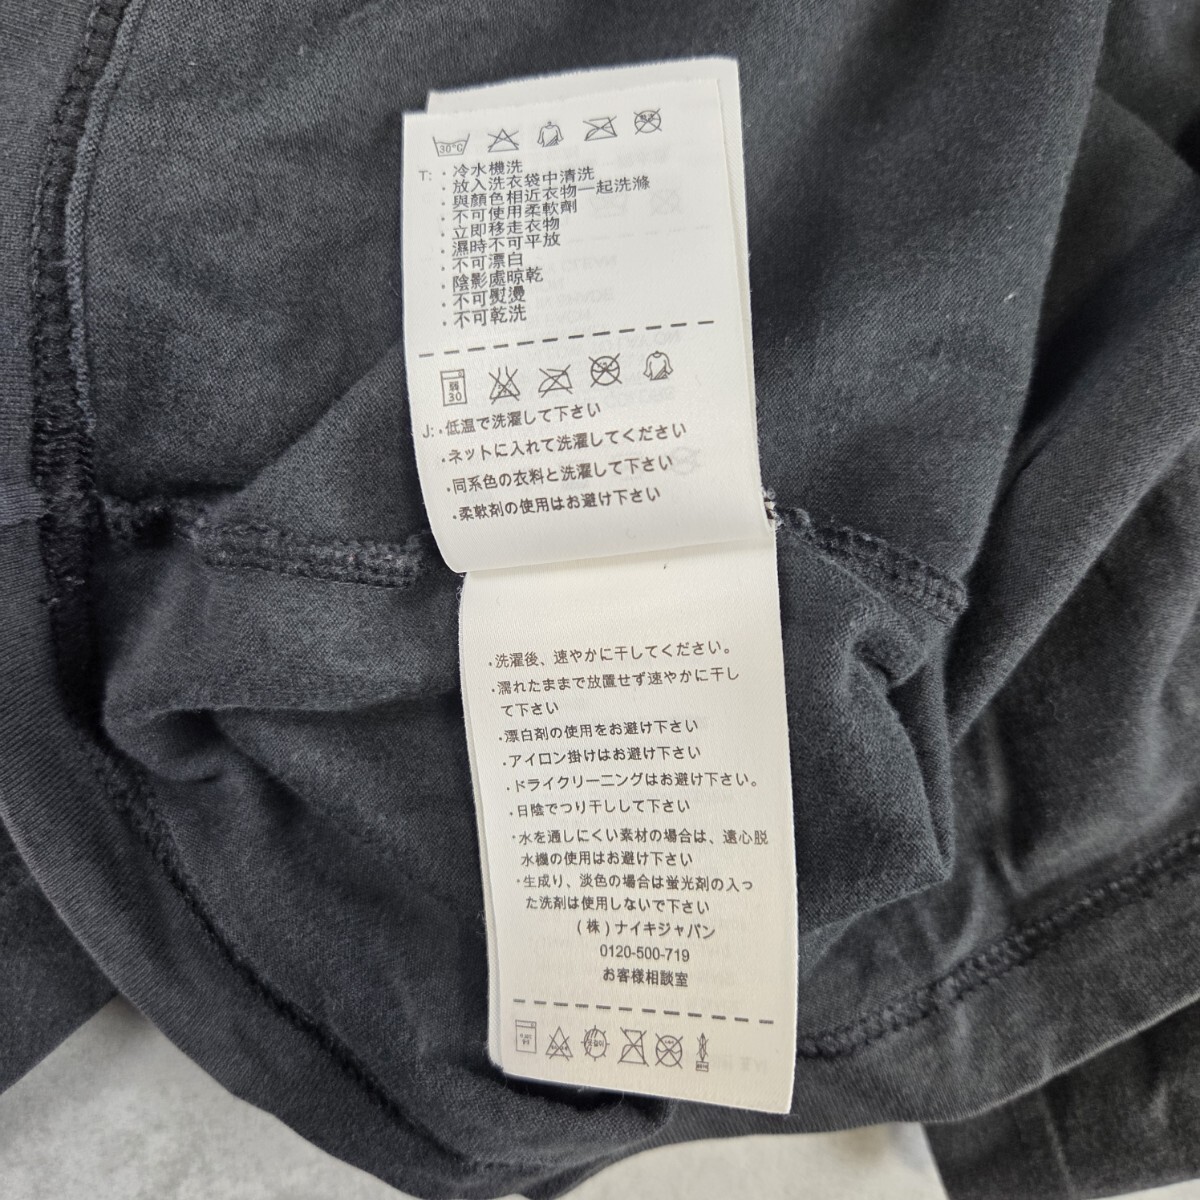 30°C
T: ・冷水機洗
・放入洗衣袋中清洗
・與顏色相近衣物一起洗滌
・不可使用柔軟劑
・立即移走衣物
・濕時不可平放
・不可漂白
・陰影處晾乾
・不可熨燙
・不可乾洗
弱
30
J: ・低温で洗濯して下さい
・ネットに入れて洗濯してください
・同系色の衣料と洗濯して下さい
・柔軟剤の使用はお避け下さい
・洗濯後、速やかに干してください。
・濡れたままで放置せず速やかに干し
て下さい
・漂白剤の使用をお避け下さい
・アイロン掛けはお避け下さい
・ドライクリーニングはお避け下さい。
・日陰でつり干しして下さい
・水を通しにくい素材の場合は、遠心脱
水機の使用はお避け下さい
・生成り、淡色の場合は蛍光剤の入っ
た洗剤は使用しないで下さい
(株)ナイキジャパン
0120-500-719
お客様相談室